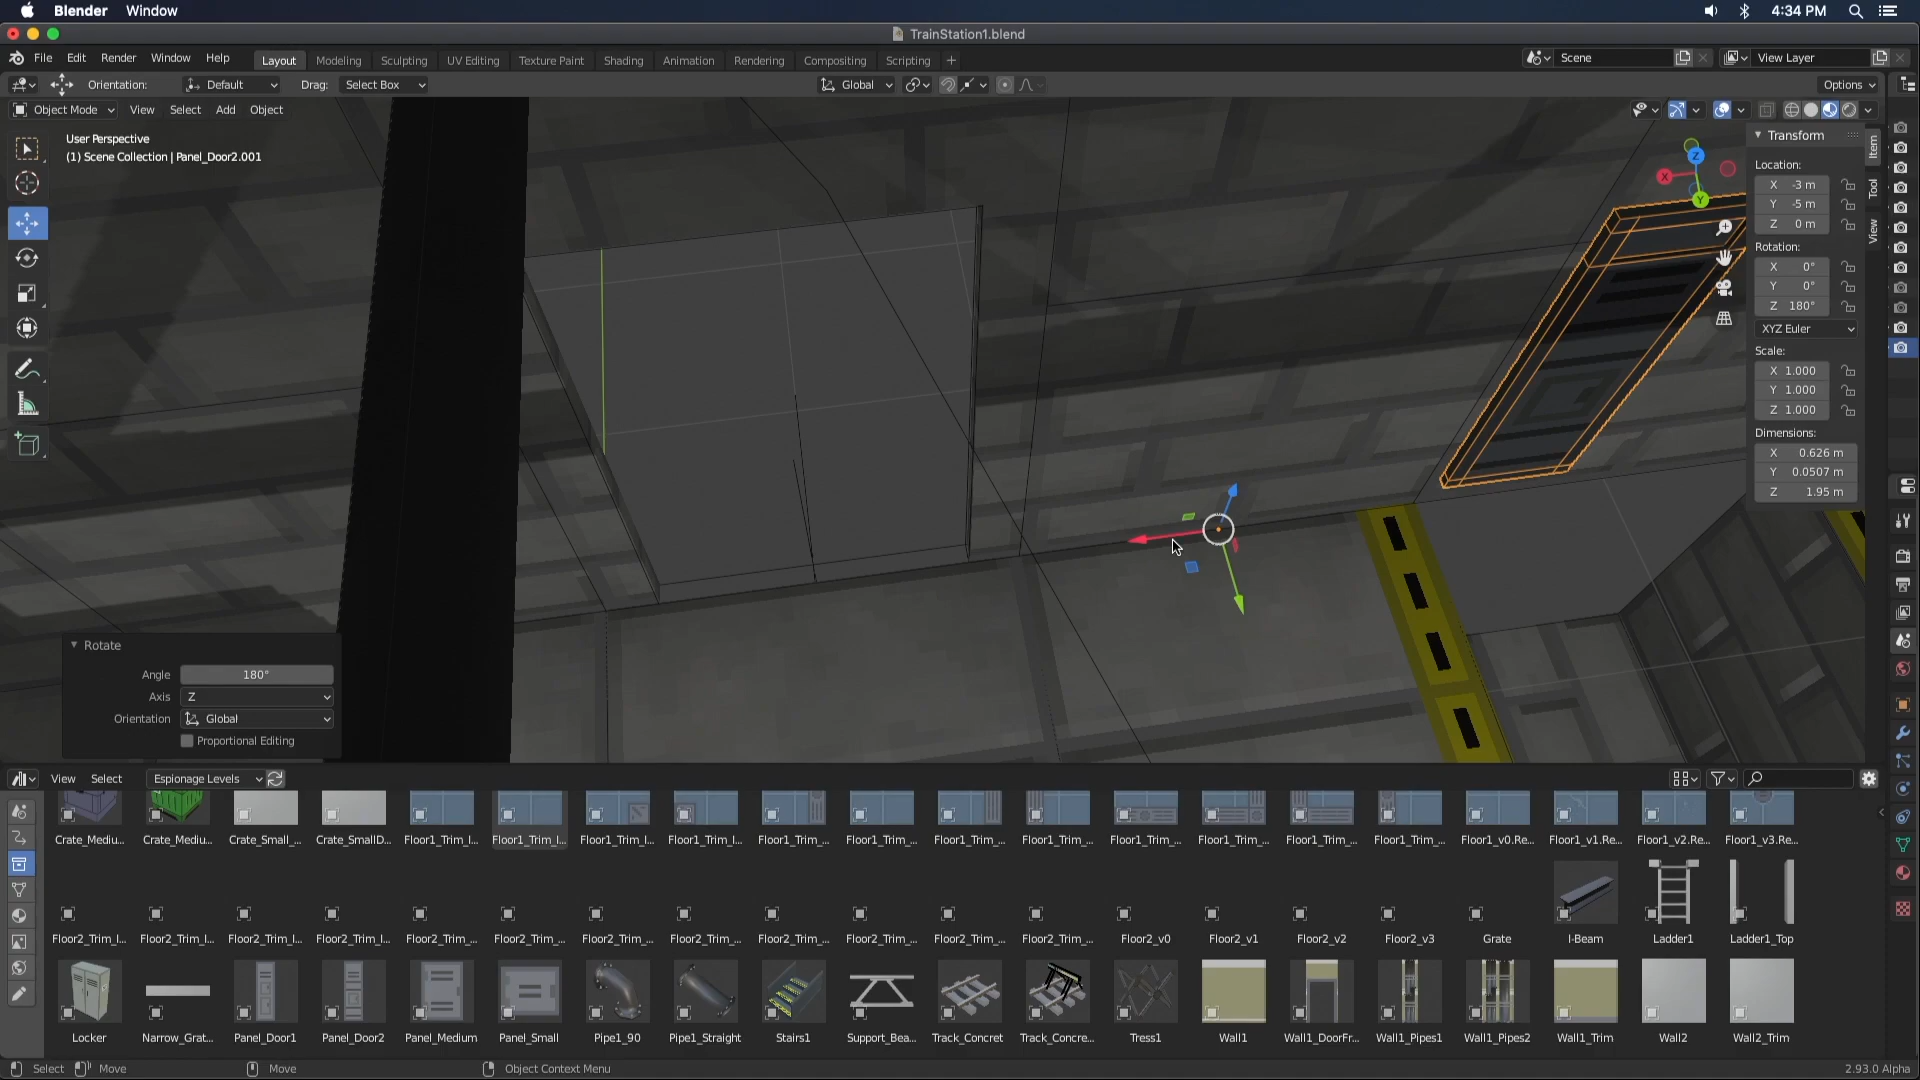 Blender Window 4:34 PM
TrainStation1.blend
File Edit Render Window Help Layout Modeling Sculpting UV Editing Texture Paint Shading Animation Rendering Compositing Scripting + Scene View Layer
Orientation: Default Drag: Select Box Global Options
Object Mode View Select Add Object
User Perspective
(1) Scene Collection | Panel_Door2.001
Transform
Location:
X -3 m
Y -5 m
Z 0 m
Rotation:
X 0°
Y 0°
Z 180°
XYZ Euler
Scale:
X 1.000
Y 1.000
Z 1.000
Dimensions:
X 0.626 m
Y 0.0507 m
Z 1.95 m
Item
Tool
View
Z
X
Y
Rotate
Angle 180°
Axis Z
Orientation Global
Proportional Editing
View Select Espionage Levels
Crate_Mediu... Crate_Mediu... Crate_Small_... Crate_SmallD... Floor1_Trim_I... Floor1_Trim_I... Floor1_Trim_I... Floor1_Trim_I... Floor1_Trim_... Floor1_Trim_... Floor1_Trim_... Floor1_Trim_... Floor1_Trim_... Floor1_Trim_... Floor1_Trim_... Floor1_Trim_... Floor1_v0.Re... Floor1_v1.Re... Floor1_v2.Re... Floor1_v3.Re...
Floor2_Trim_I... Floor2_Trim_I... Floor2_Trim_I... Floor2_Trim_I... Floor2_Trim_... Floor2_Trim_... Floor2_Trim_... Floor2_Trim_... Floor2_Trim_... Floor2_Trim_... Floor2_Trim_... Floor2_Trim_... Floor2_v0 Floor2_v1 Floor2_v2 Floor2_v3 Grate I-Beam Ladder1 Ladder1_Top
Locker Narrow_Grat... Panel_Door1 Panel_Door2 Panel_Medium Panel_Small Pipe1_90 Pipe1_Straight Stairs1 Support_Bea... Track_Concret Track_Concre... Tress1 Wall1 Wall1_DoorFr... Wall1_Pipes1 Wall1_Pipes2 Wall1_Trim Wall2 Wall2_Trim
Select Move Move Object Context Menu 2.93.0 Alpha